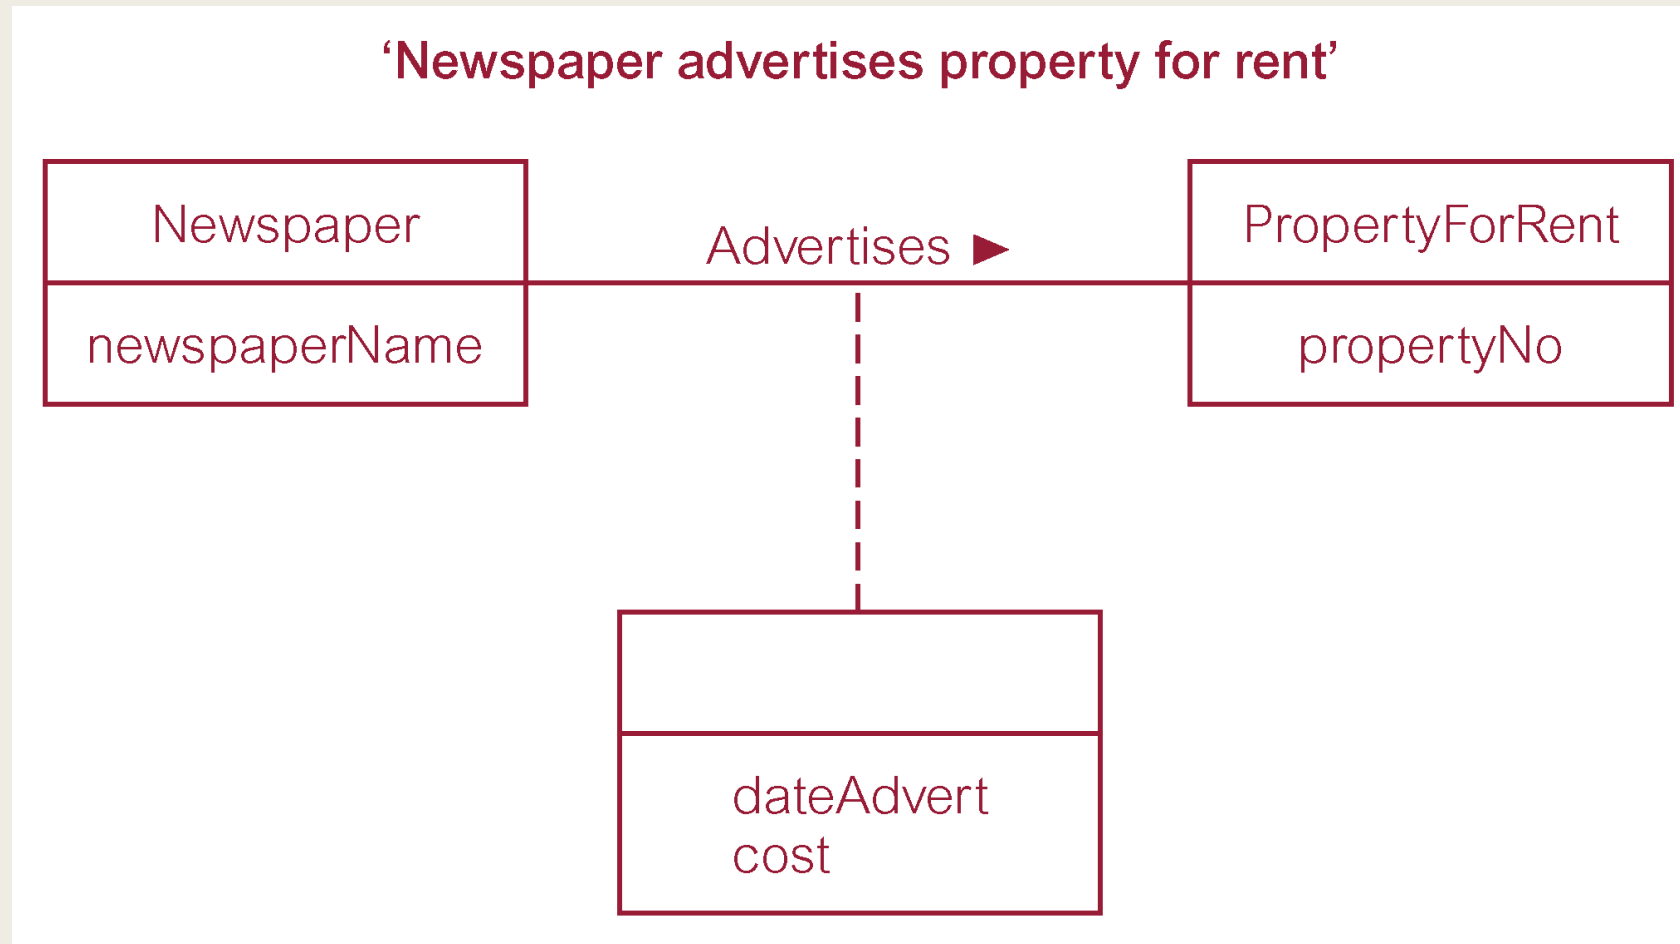 ‘Newspaper advertises property for rent’
Newspaper
newspaperName
Advertises ►
PropertyForRent
propertyNo
dateAdvert
cost